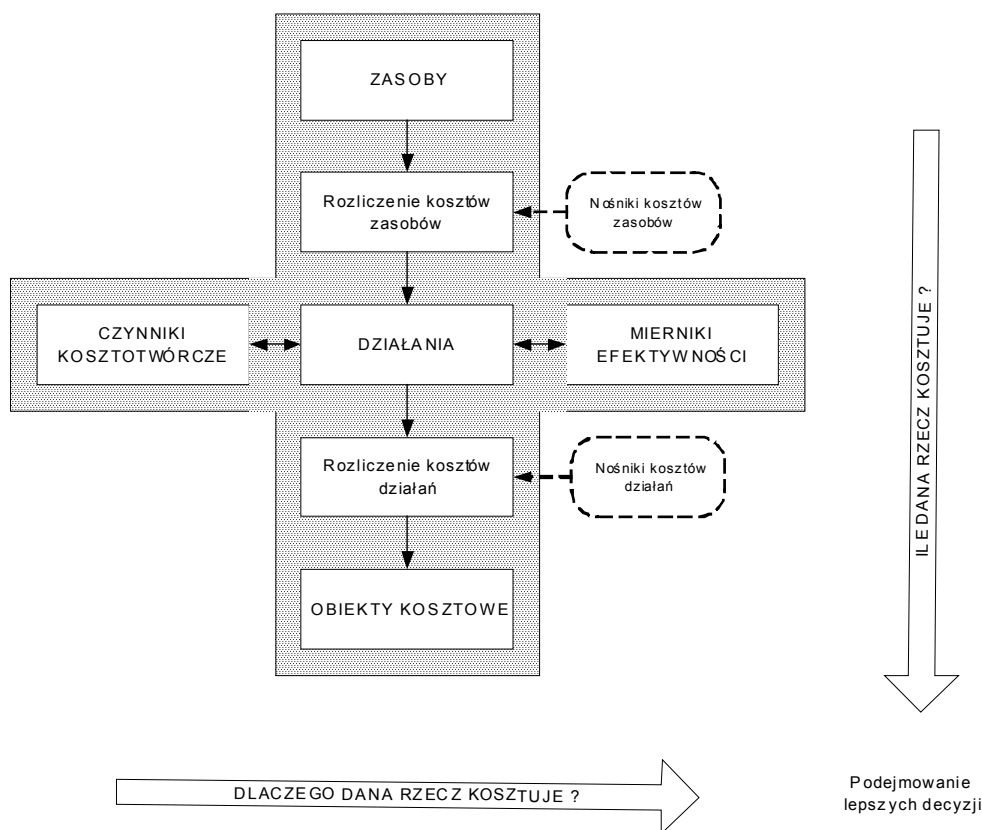 ZASOBY
Rozliczenie kosztów
zasobów
Nośniki kosztów
zasobów
CZYNNIKI
KOSZTOTWÓRCZE
DZIAŁANIA
MIERNIKI
EFEKTYWNOŚCI
Rozliczenie kosztów
działań
Nośniki kosztów
działań
OBIEKTY KOSZTOWE
ILE DANA RZECZ KOSZTUJE ?
DLACZEGO DANA RZECZ KOSZTUJE ?
Podejmowanie
lepszych decyzji